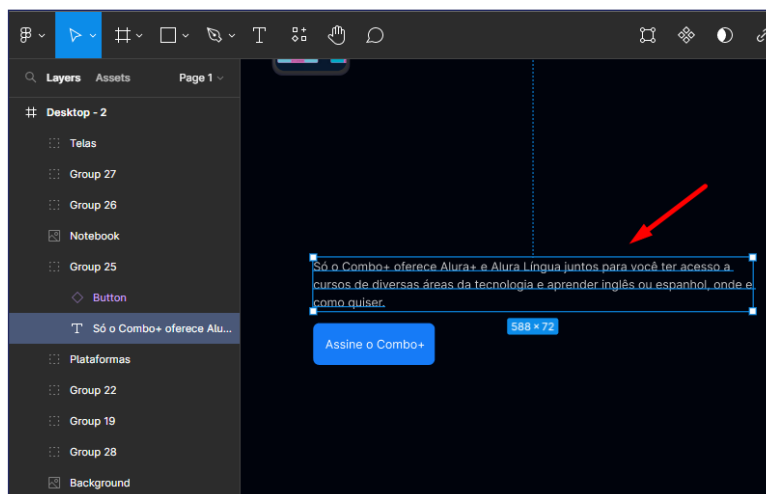 Layers Assets Page 1
Desktop - 2
Telas
Group 27
Group 26
Notebook
Group 25
Button
Só o Combo+ oferece Alu...
Plataformas
Group 22
Group 19
Group 28
Background
Só o Combo+ oferece Alura+ e Alura Língua juntos para você ter acesso a
cursos de diversas áreas da tecnologia e aprender inglês ou espanhol, onde e
como quiser.
588 × 72
Assine o Combo+